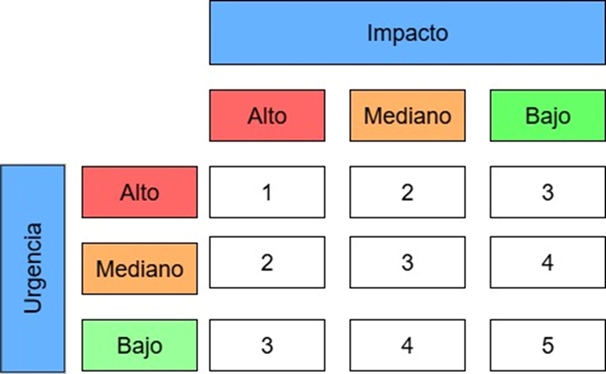 Impacto
Alto Mediano Bajo
Urgencia
Alto 1 2 3
Mediano 2 3 4
Bajo 3 4 5